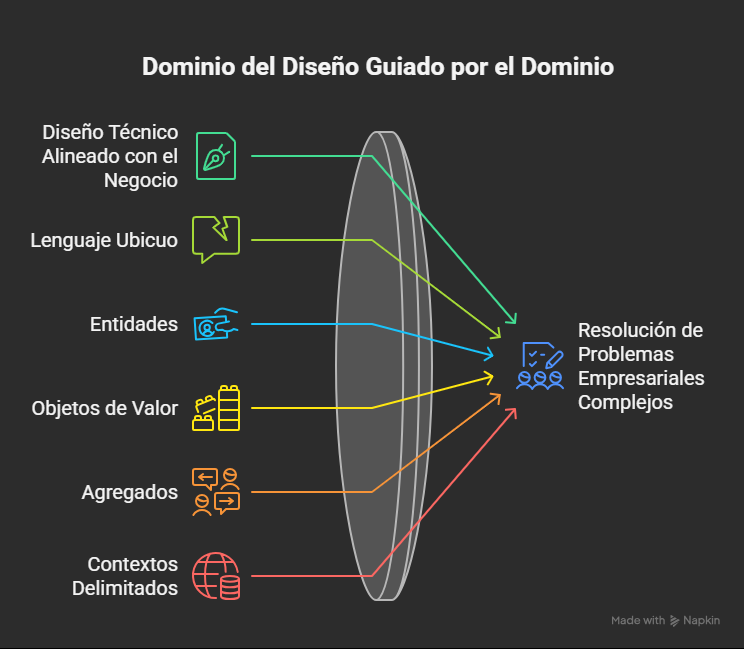 Dominio del Diseño Guiado por el Dominio
Diseño Técnico
Alineado con el
Negocio
Lenguaje Ubicuo
Entidades
Objetos de Valor
Agregados
Contextos
Delimitados
Resolución de
Problemas
Empresariales
Complejos
Made with Napkin